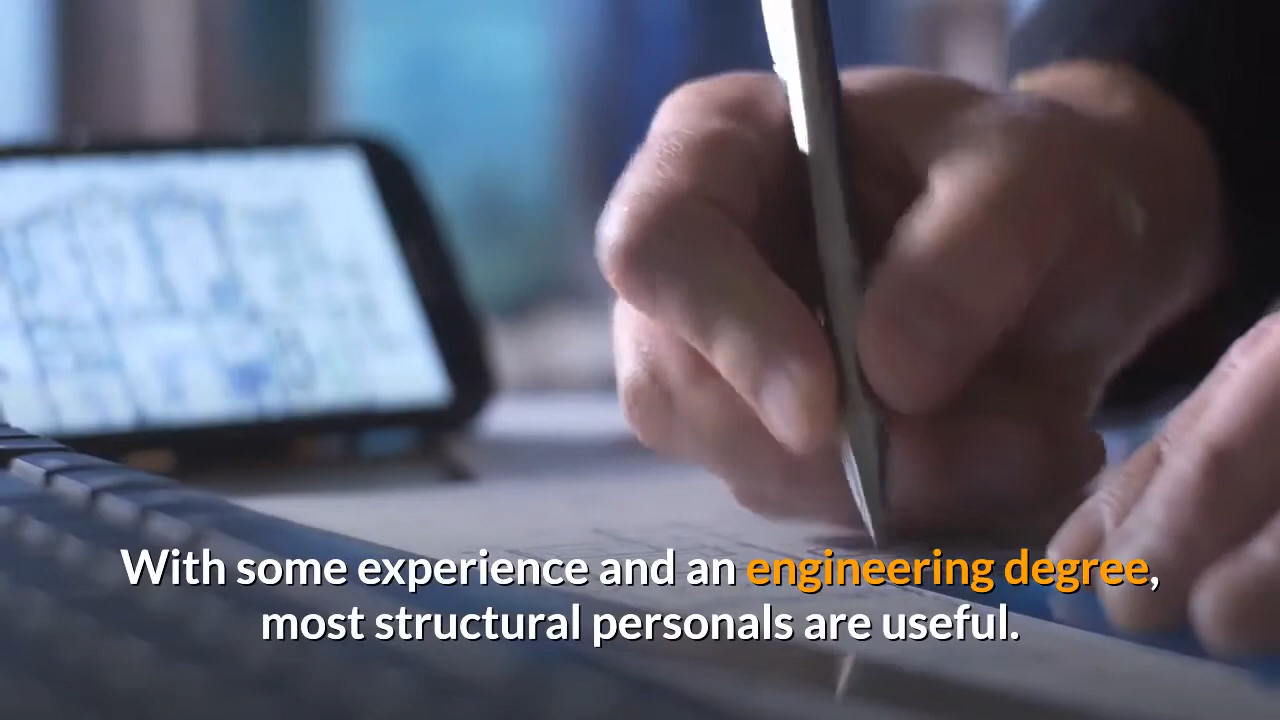 With some experience and an engineering degree,
most structural personals are useful.